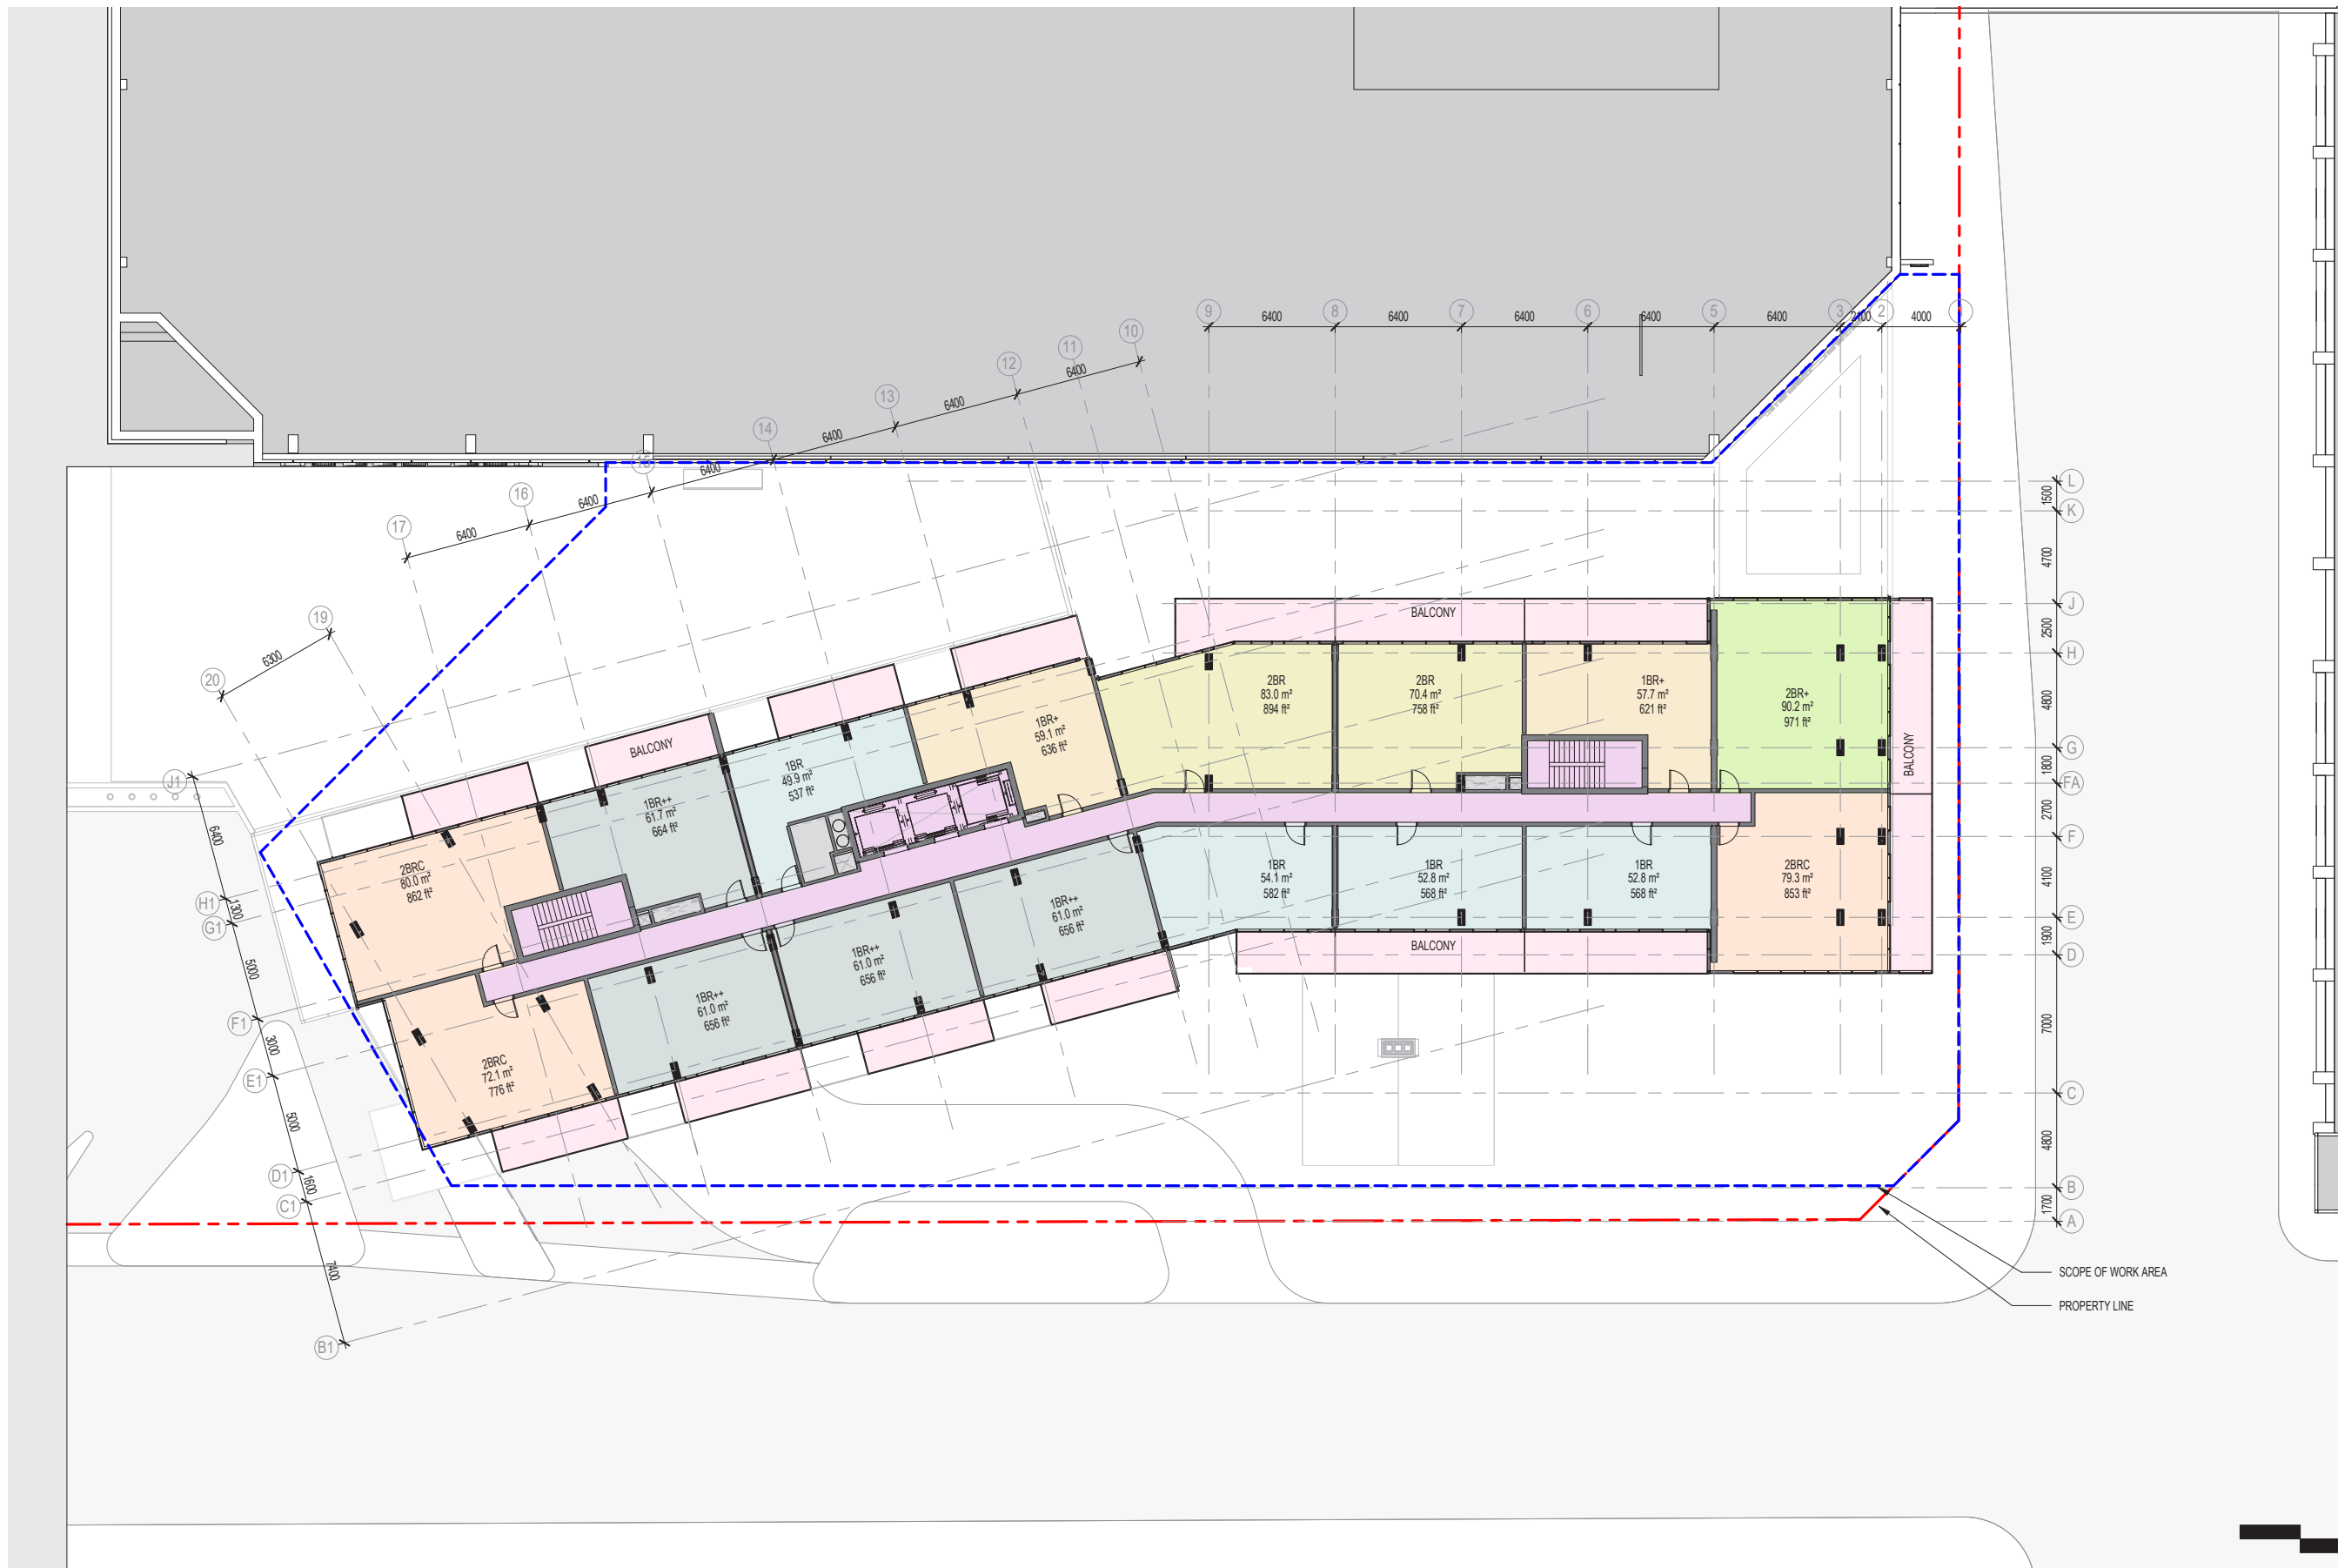 9
8
7
6
5
3
2
6400
6400
6400
6400
6400
2400
4000
10
11
12
13
14
15
16
17
19
20
6400
6400
6400
6400
6400
6400
6300
L
K
J
H
G
FA
F
E
D
C
B
A
1500
4700
2500
4800
1800
2700
4100
1900
7000
4800
1700
J1
H1
G1
F1
E1
D1
C1
B1
6400
1300
5000
3000
5000
1600
7400
BALCONY
BALCONY
BALCONY
BALCONY
2BR
83.0 m²
894 ft²
2BR
70.4 m²
758 ft²
1BR+
57.7 m²
621 ft²
2BR+
90.2 m²
971 ft²
1BR+
59.1 m²
636 ft²
1BR
49.9 m²
537 ft²
1BR++
61.7 m²
664 ft²
2BRC
80.0 m²
862 ft²
1BR
54.1 m²
582 ft²
1BR
52.8 m²
568 ft²
1BR
52.8 m²
568 ft²
2BRC
79.3 m²
853 ft²
1BR++
61.0 m²
656 ft²
1BR++
61.0 m²
656 ft²
1BR++
61.0 m²
656 ft²
2BRC
72.1 m²
776 ft²
SCOPE OF WORK AREA
PROPERTY LINE